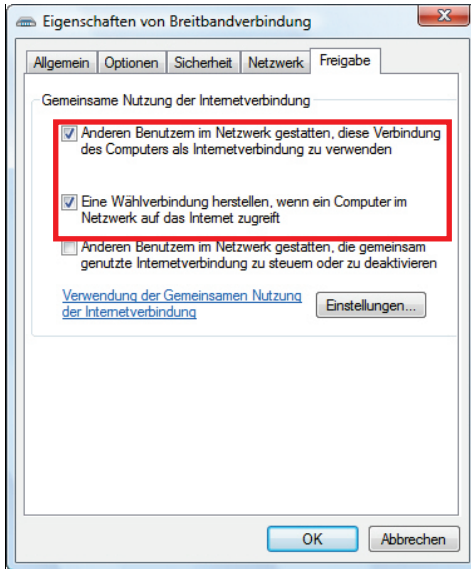 Eigenschaften von Breitbandverbindung
Allgemein Optionen Sicherheit Netzwerk Freigabe
Gemeinsame Nutzung der Internetverbindung
Anderen Benutzern im Netzwerk gestatten, diese Verbindung
des Computers als Internetverbindung zu verwenden
Eine Wählverbindung herstellen, wenn ein Computer im
Netzwerk auf das Internet zugreift
Anderen Benutzern im Netzwerk gestatten, die gemeinsam
genutzte Internetverbindung zu steuern oder zu deaktivieren
Verwendung der Gemeinsamen Nutzung
der Internetverbindung
Einstellungen...
OK Abbrechen